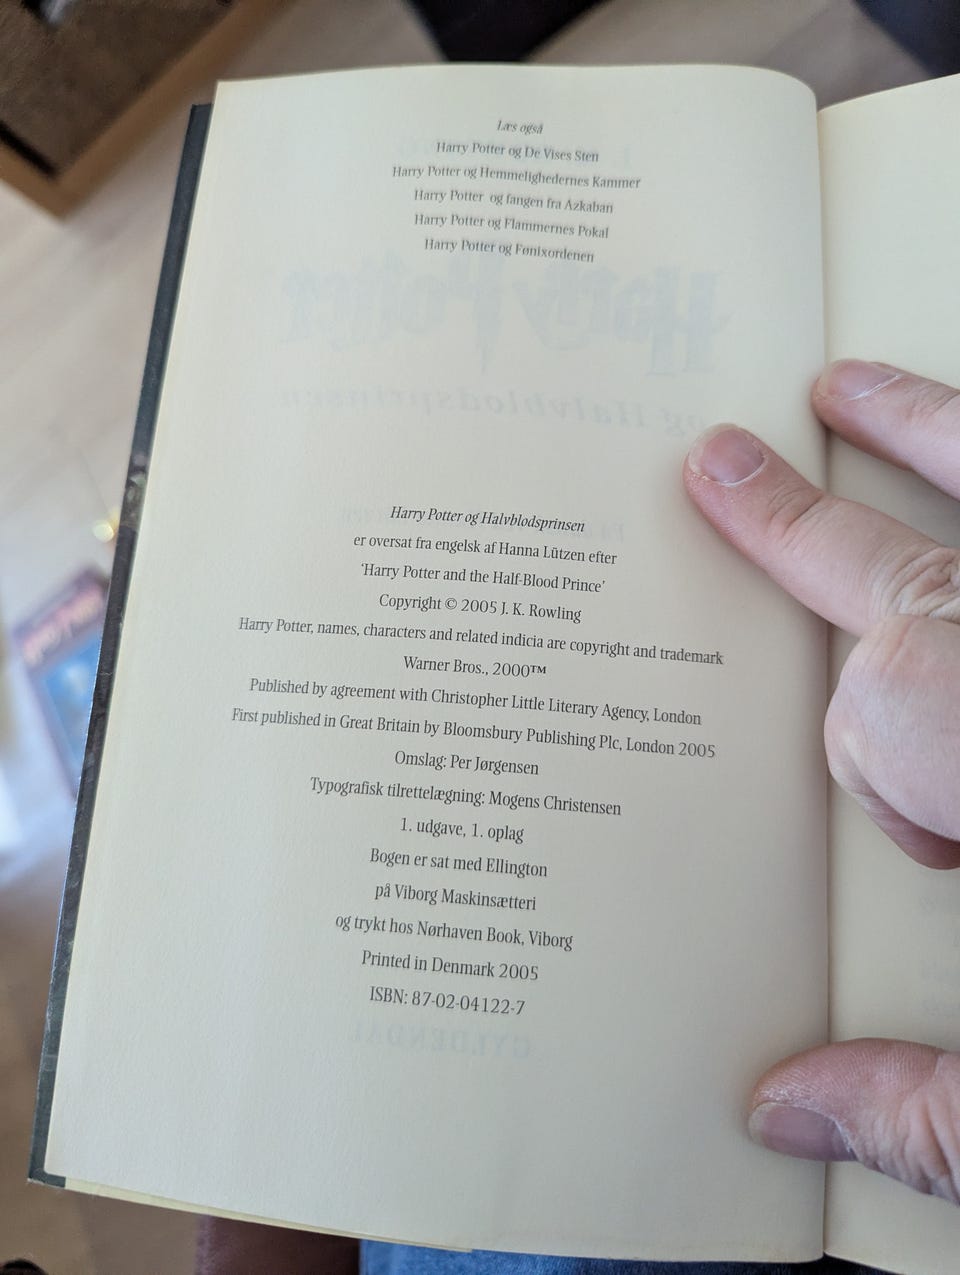 Læs også
Harry Potter og De Vises Sten
Harry Potter og Hemmelighedernes Kammer
Harry Potter og fangen fra Azkaban
Harry Potter og Flammernes Pokal
Harry Potter og Fønixordenen
Harry Potter
og Halvblodsprinsen
Harry Potter og Halvblodsprinsen
er oversat fra engelsk af Hanna Lützen efter
‘Harry Potter and the Half-Blood Prince’
Copyright © 2005 J. K. Rowling
Harry Potter, names, characters and related indicia are copyright and trademark
Warner Bros., 2000™
Published by agreement with Christopher Little Literary Agency, London
First published in Great Britain by Bloomsbury Publishing Plc, London 2005
Omslag: Per Jørgensen
Typografisk tilrettelægning: Mogens Christensen
1. udgave, 1. oplag
Bogen er sat med Ellington
på Viborg Maskinsætteri
og trykt hos Nørhaven Book, Viborg
Printed in Denmark 2005
ISBN: 87-02-04122-7
GYLDENDAL